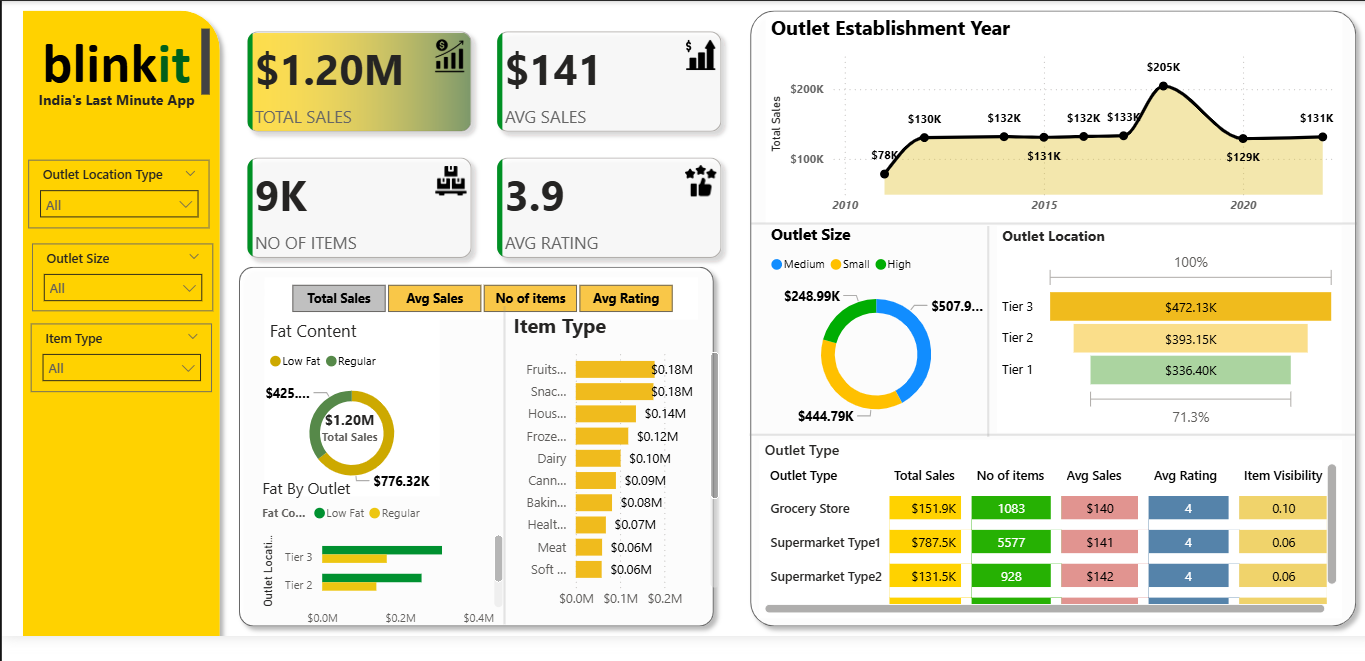 blinkit
India's Last Minute App
Outlet Location Type
All
Outlet Size
All
Item Type
All
$1.20M
TOTAL SALES
$141
AVG SALES
9K
NO OF ITEMS
3.9
AVG RATING
Total Sales Avg Sales No of items Avg Rating
Fat Content
Low Fat Regular
$425....
$1.20M
Total Sales
$776.32K
Fat By Outlet
Fat Co... Low Fat Regular
Outlet Locati...
Tier 3
Tier 2
$0.0M $0.2M $0.4M
Item Type
Fruits... $0.18M
Snac... $0.18M
Hous... $0.14M
Froze... $0.12M
Dairy $0.10M
Cann... $0.09M
Bakin... $0.08M
Healt... $0.07M
Meat $0.06M
Soft ... $0.06M
$0.0M $0.1M $0.2M
Outlet Establishment Year
Total Sales
$200K
$100K
$78K $130K $132K $131K $132K $133K $205K $129K $131K
2010 2015 2020
Outlet Size
Medium Small High
$248.99K
$507.9...
$444.79K
Outlet Location
100%
Tier 3 $472.13K
Tier 2 $393.15K
Tier 1 $336.40K
71.3%
Outlet Type
Outlet Type Total Sales No of items Avg Sales Avg Rating Item Visibility
Grocery Store $151.9K 1083 $140 4 0.10
Supermarket Type1 $787.5K 5577 $141 4 0.06
Supermarket Type2 $131.5K 928 $142 4 0.06